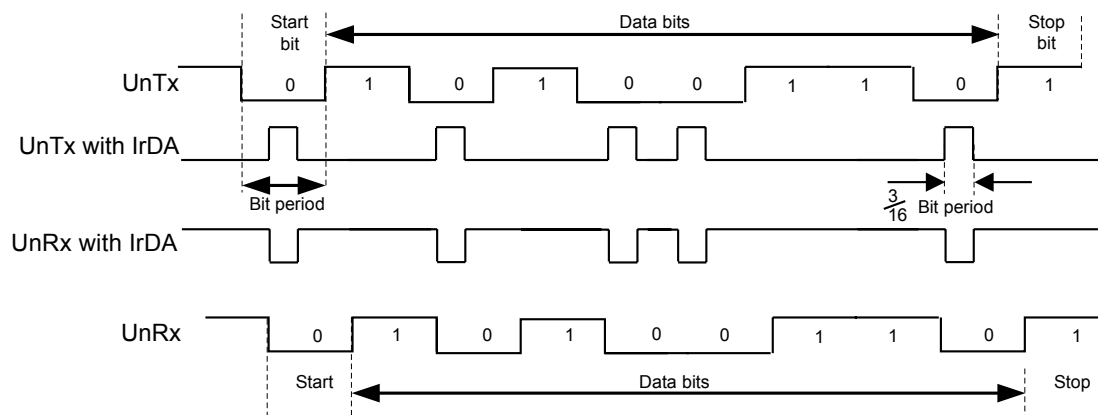 Start
bit
Data bits
Stop
bit
UnTx
0 1 0 1 0 0 1 1 0 1
UnTx with IrDA
Bit period
3/16 Bit period
UnRx with IrDA
UnRx
0 1 0 1 0 0 1 1 0 1
Start
Data bits
Stop